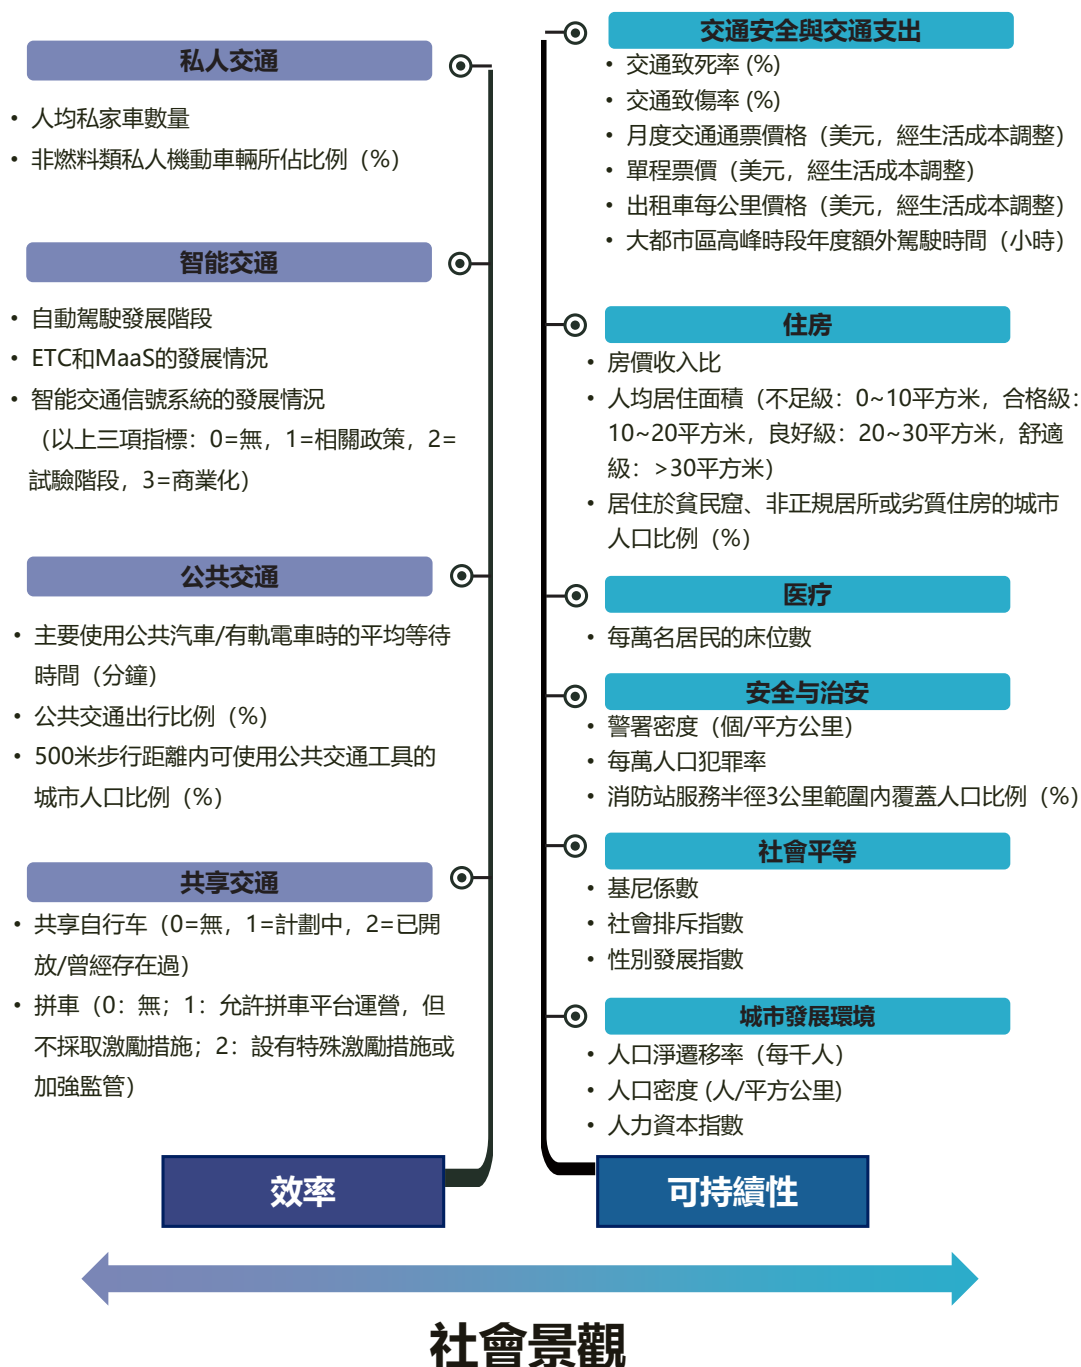 私人交通
• 人均私家車數量
• 非燃料類私人機動車輛所佔比例（%）
智能交通
• 自動駕駛發展階段
• ETC和MaaS的發展情況
• 智能交通信號系統的發展情況
（以上三項指標：0=無，1=相關政策，2=
試驗階段，3=商業化）
公共交通
• 主要使用公共汽車/有軌電車時的平均等待
時間（分鐘）
• 公共交通出行比例（%）
• 500米步行距離内可使用公共交通工具的
城市人口比例（%）
共享交通
• 共享自行车（0=無，1=計劃中，2=已開
放/曾經存在過）
• 拼車（0：無；1：允許拼車平台運營，但
不採取激勵措施；2：設有特殊激勵措施或
加強監管）
效率
交通安全與交通支出
• 交通致死率 (%)
• 交通致傷率 (%)
• 月度交通通票價格（美元，經生活成本調整）
• 單程票價（美元，經生活成本調整）
• 出租車每公里價格（美元，經生活成本調整）
• 大都市區高峰時段年度額外駕駛時間（小時）
住房
• 房價收入比
• 人均居住面積（不足級：0~10平方米，合格級：
10~20平方米，良好級：20~30平方米，舒適
級：>30平方米）
• 居住於貧民窟、非正規居所或劣質住房的城市
人口比例（%）
医疗
• 每萬名居民的床位數
安全与治安
• 警署密度（個/平方公里）
• 每萬人口犯罪率
• 消防站服務半徑3公里範圍內覆蓋人口比例（%）
社會平等
• 基尼係數
• 社會排斥指數
• 性別發展指數
城市發展環境
• 人口淨遷移率（每千人）
• 人口密度 (人/平方公里)
• 人力資本指數
可持續性
社會景觀